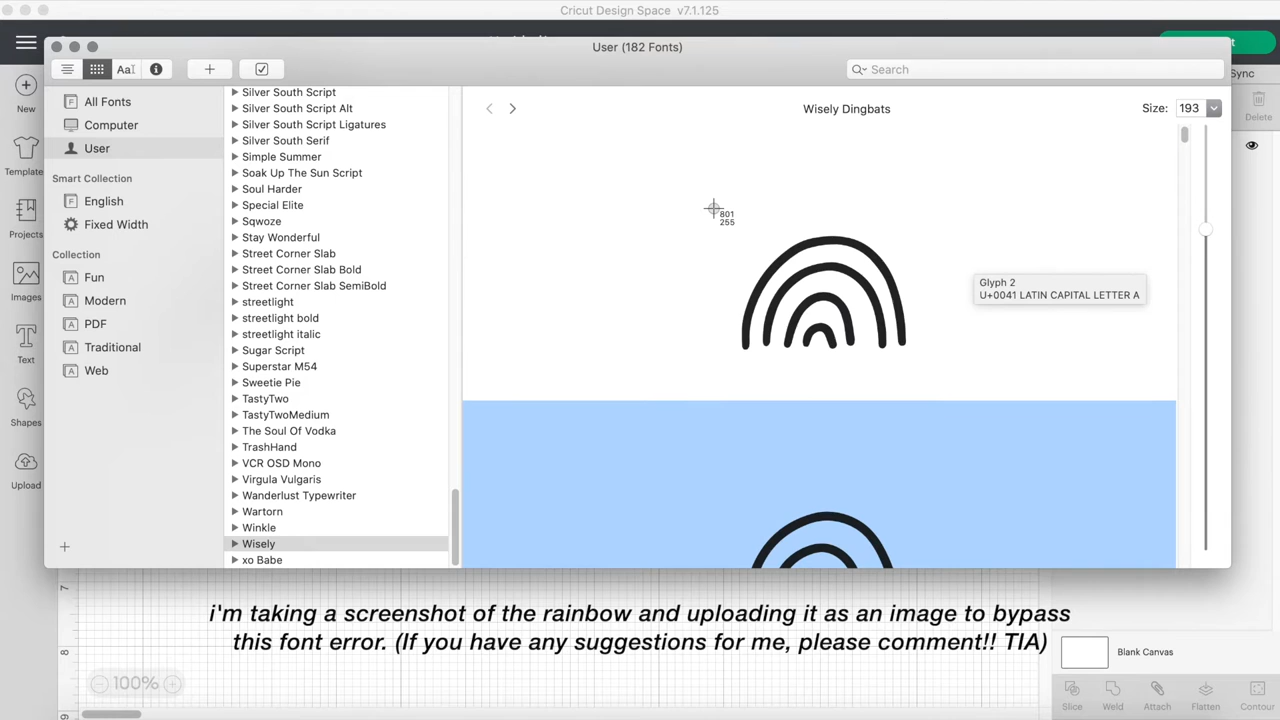 Cricut Design Space v7.1.125
User (182 Fonts)
Search
Sync
New
Template
Projects
Images
Text
Shapes
Upload
All Fonts
Computer
User
Smart Collection
English
Fixed Width
Collection
Fun
Modern
PDF
Traditional
Web
Silver South Script
Silver South Script Alt
Silver South Script Ligatures
Silver South Serif
Simple Summer
Soak Up The Sun Script
Soul Harder
Special Elite
Sqwoze
Stay Wonderful
Street Corner Slab
Street Corner Slab Bold
Street Corner Slab SemiBold
streetlight
streetlight bold
streetlight italic
Sugar Script
Superstar M54
Sweetie Pie
TastyTwo
TastyTwoMedium
The Soul Of Vodka
TrashHand
VCR OSD Mono
Virgula Vulgaris
Wanderlust Typewriter
Wartorn
Winkle
Wisely
xo Babe
Wisely Dingbats
Size: 193
801
255
Glyph 2
U+0041 LATIN CAPITAL LETTER A
Delete
7
i'm taking a screenshot of the rainbow and uploading it as an image to bypass
this font error. (If you have any suggestions for me, please comment!! TIA)
8
100%
9
Blank Canvas
Slice
Weld
Attach
Flatten
Contour